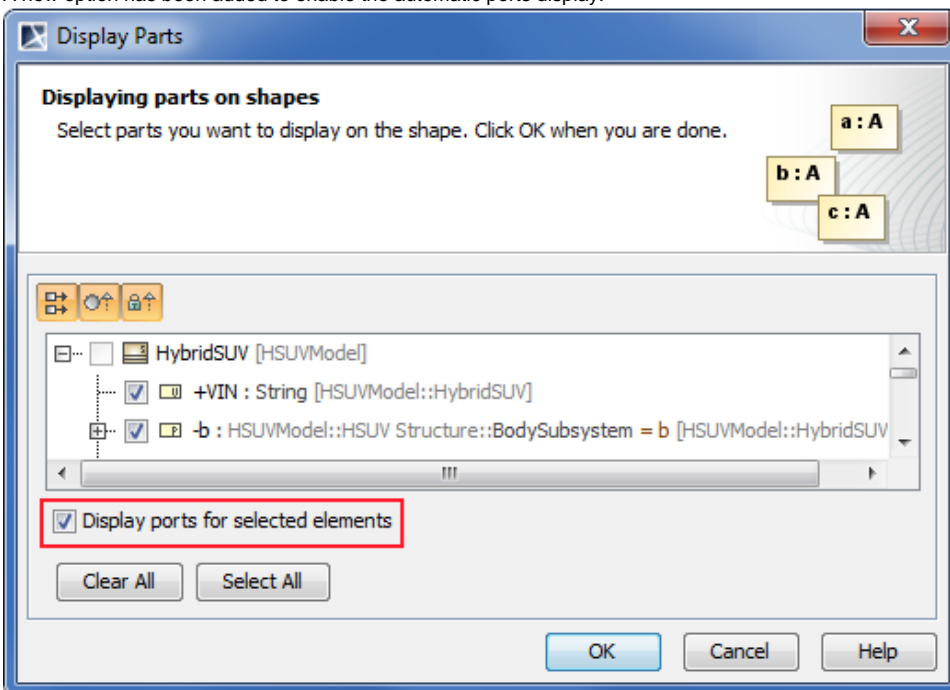 A new option has been added to enable the automatic ports display.
Display Parts
Displaying parts on shapes
Select parts you want to display on the shape. Click OK when you are done.
a : A
b : A
c : A
HybridSUV [HSUVModel]
+VIN : String [HSUVModel::HybridSUV]
-b : HSUVModel::HSUV Structure::BodySubsystem = b [HSUVModel::HybridSUV
Display ports for selected elements
Clear All Select All
OK Cancel Help